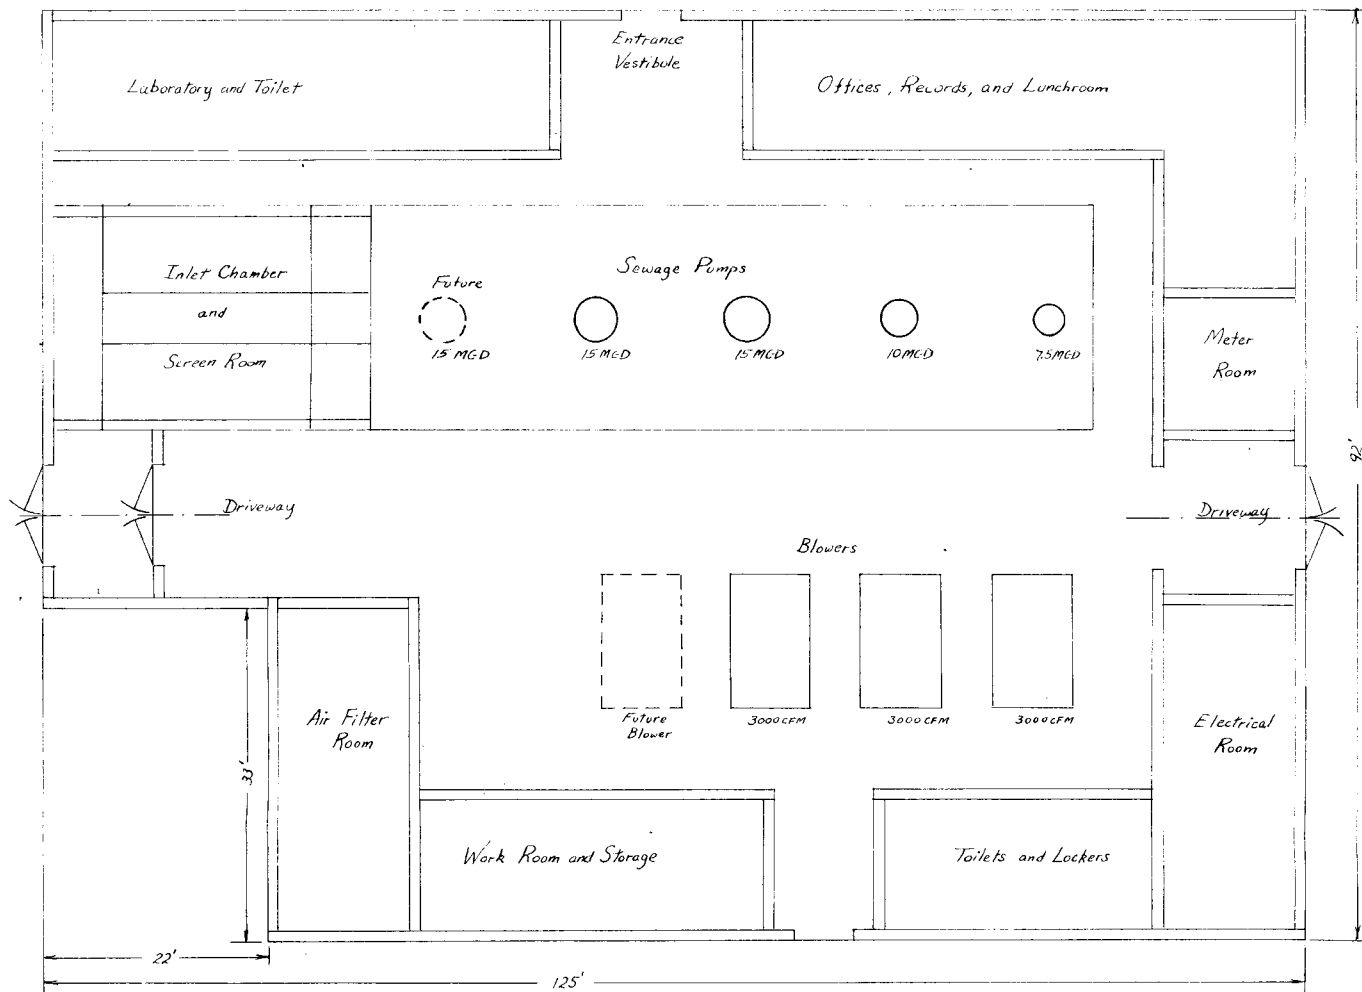 Entrance
Vestibule
Laboratory and Toilet
Offices, Records, and Lunchroom
Inlet Chamber
and
Screen Room
Sewage Pumps
Future
15 MGD
15 MGD
15 MGD
10 MGD
7.5 MGD
Meter
Room
92'
Driveway
Driveway
Blowers
Future
Blower
3000 CFM
3000 CFM
3000 CFM
Air Filter
Room
33'
Electrical
Room
Work Room and Storage
Toilets and Lockers
22'
125'